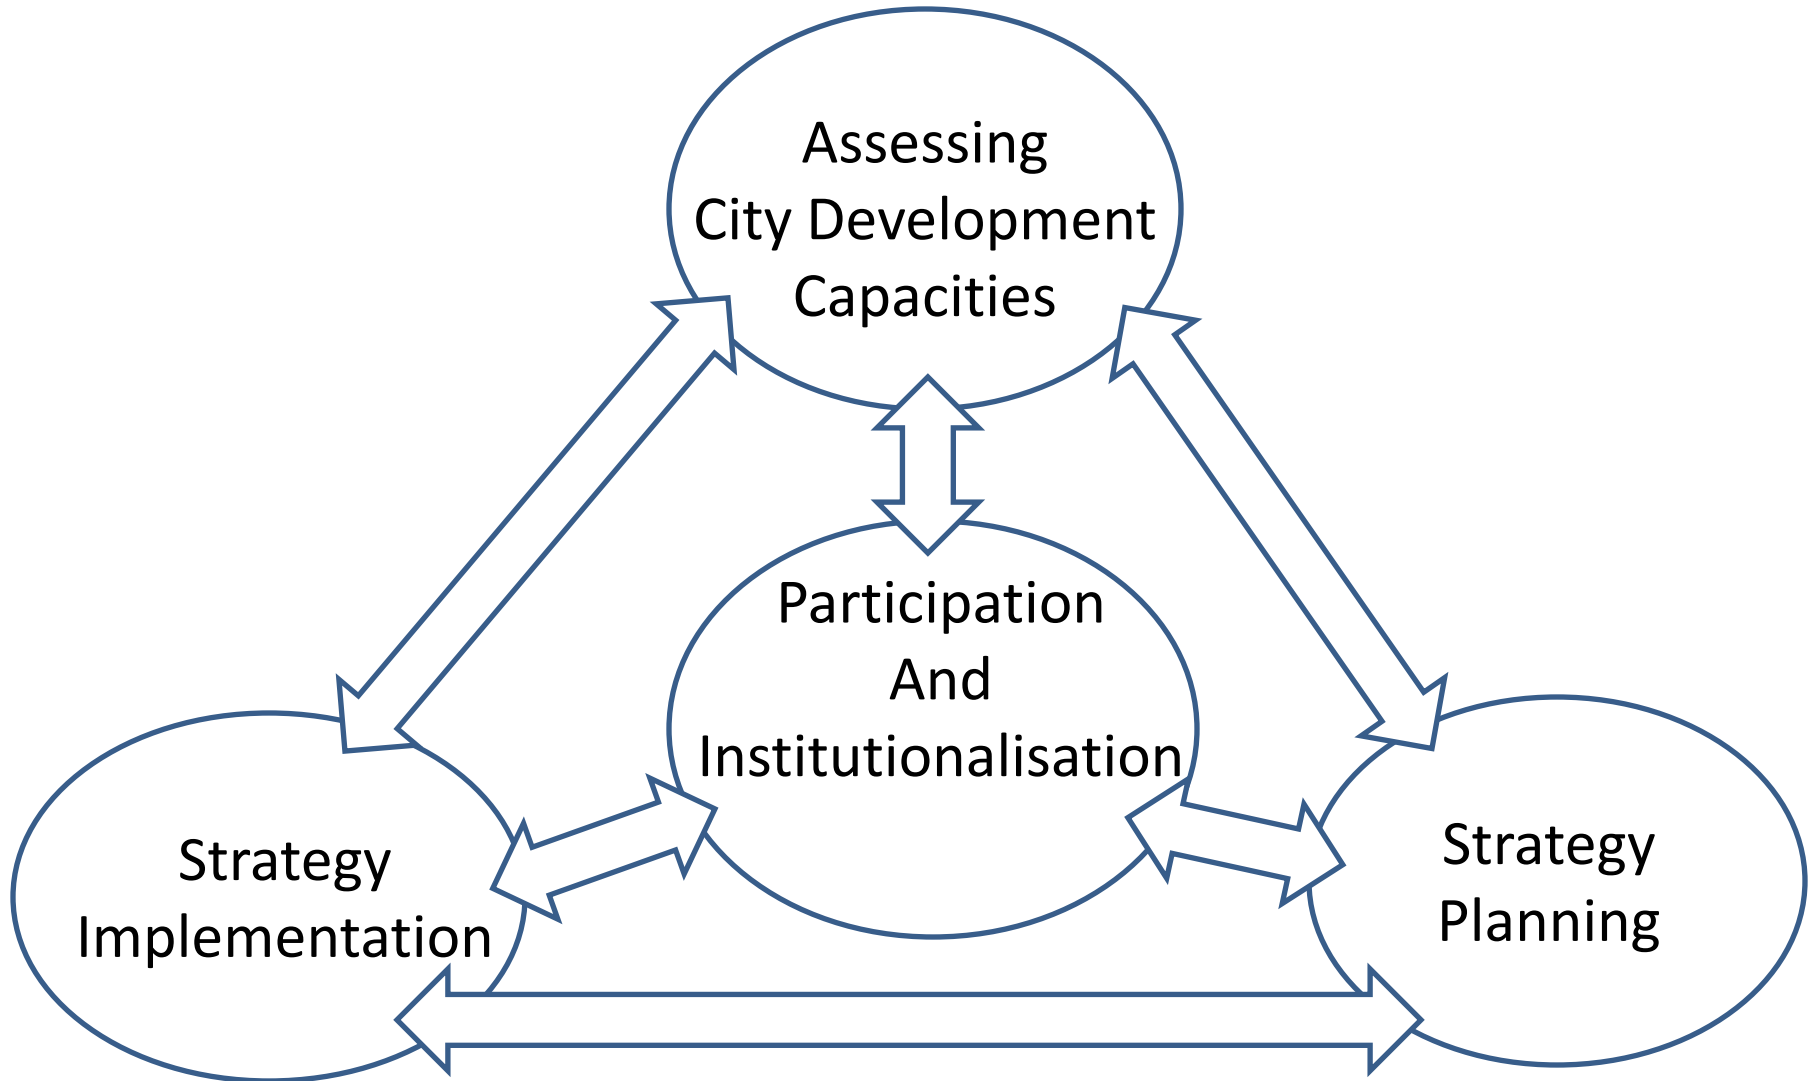 Assessing
City Development
Capacities
Participation
And
Institutionalisation
Strategy
Implementation
Strategy
Planning